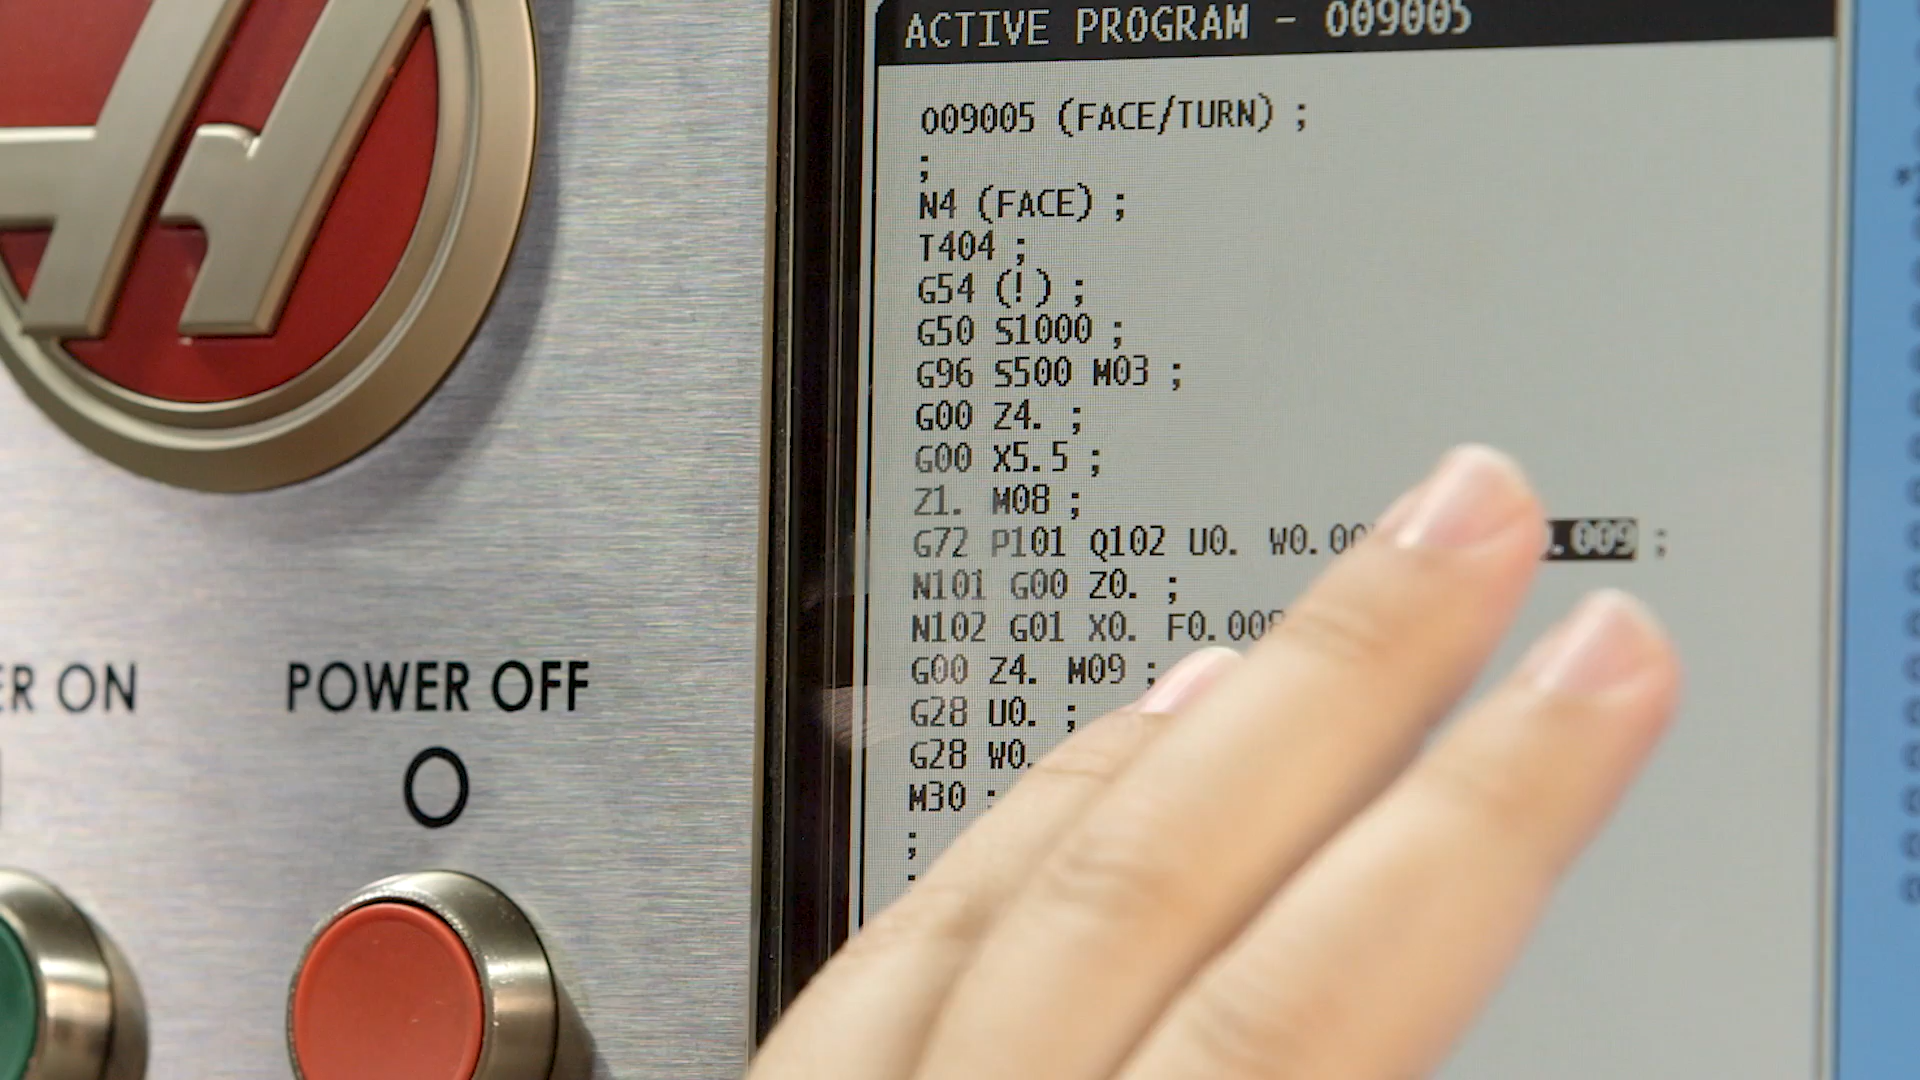 ACTIVE PROGRAM - O09005
O09005 (FACE/TURN) ;
;
N4 (FACE) ;
T404 ;
G54 (!) ;
G50 S1000 ;
G96 S500 M03 ;
G00 Z4. ;
G00 X5.5 ;
Z1. M08 ;
G72 P101 Q102 U0. .009 ;
N101 G00 Z0. ;
N102 G01 X0.
G00 Z4. M09 ;
G28 U0. ;
G28 W0.
M30 ;
;
ER ON
POWER OFF